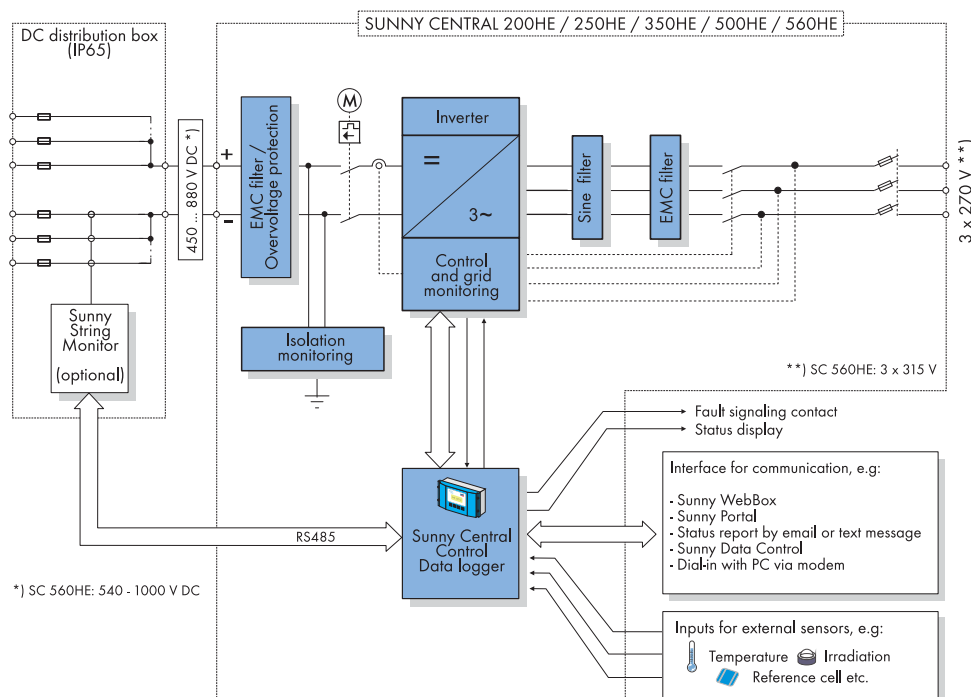 SUNNY CENTRAL 200HE / 250HE / 350HE / 500HE / 560HE
DC distribution box
(IP65)
450 ... 880 V DC *)
+
-
EMC filter /
Overvoltage protection
M
Inverter
=
3~
Control
and grid
monitoring
Sine filter
EMC filter
3 x 270 V **)
Sunny
String
Monitor
(optional)
Isolation
monitoring
**) SC 560HE: 3 x 315 V
Fault signaling contact
Status display
Interface for communication, e.g:
- Sunny WebBox
- Sunny Portal
- Status report by email or text message
- Sunny Data Control
- Dial-in with PC via modem
RS485
Sunny Central
Control
Data logger
*) SC 560HE: 540 - 1000 V DC
Inputs for external sensors, e.g:
Temperature Irradiation
Reference cell etc.